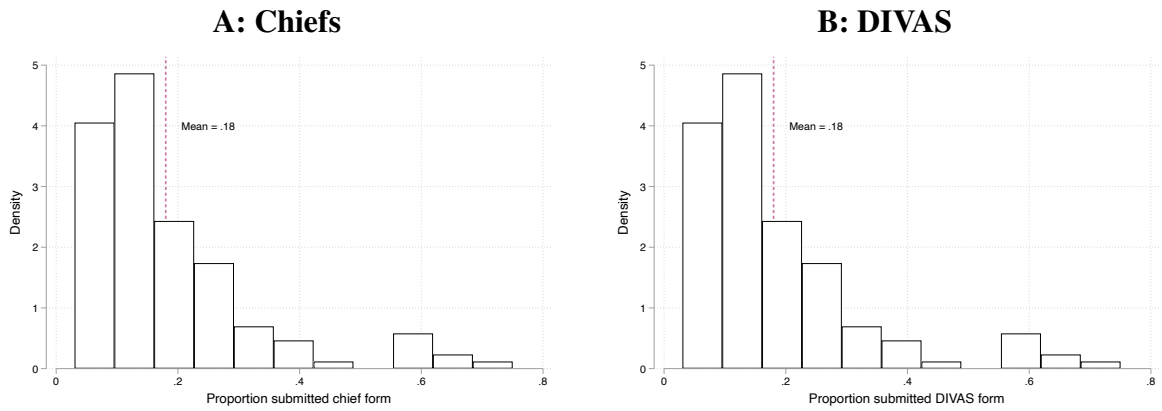 A: Chiefs
5
4
3
2
1
0
Density
Mean = .18
0 .2 .4 .6 .8
Proportion submitted chief form
B: DIVAS
5
4
3
2
1
0
Density
Mean = .18
0 .2 .4 .6 .8
Proportion submitted DIVAS form